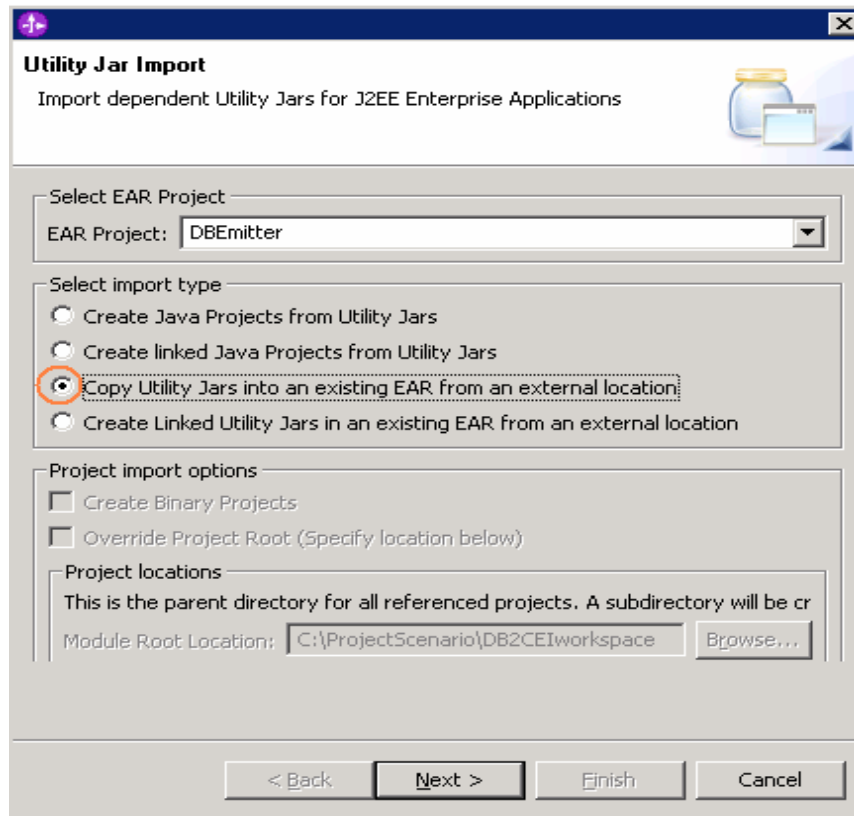 Utility Jar Import
Import dependent Utility Jars for J2EE Enterprise Applications
Select EAR Project
EAR Project: DBEmitter
Select import type
Create Java Projects from Utility Jars
Create linked Java Projects from Utility Jars
Copy Utility Jars into an existing EAR from an external location
Create Linked Utility Jars in an existing EAR from an external location
Project import options
Create Binary Projects
Override Project Root (Specify location below)
Project locations
This is the parent directory for all referenced projects. A subdirectory will be cr
Module Root Location: C:\ProjectScenario\DB2CEIworkspace Browse...
< Back Next > Finish Cancel